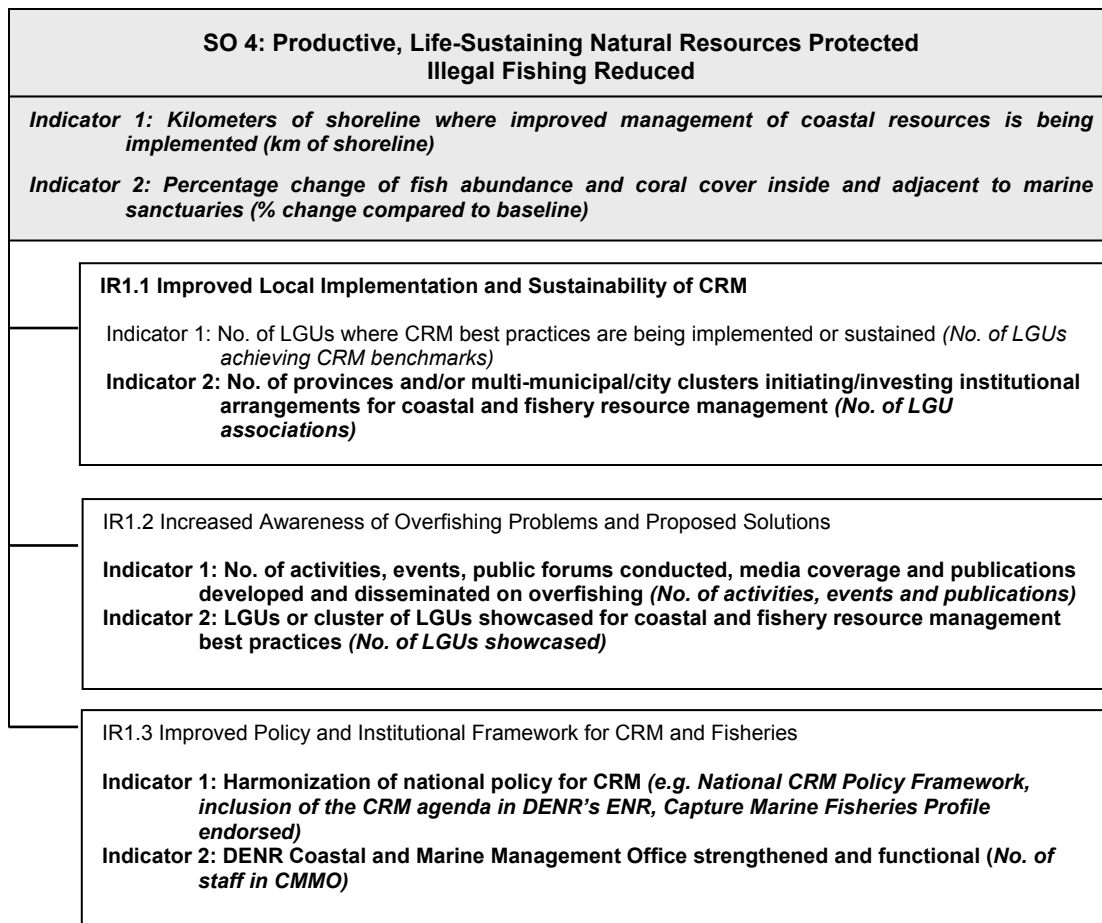 SO 4: Productive, Life-Sustaining Natural Resources Protected
Illegal Fishing Reduced
Indicator 1: Kilometers of shoreline where improved management of coastal resources is being
implemented (km of shoreline)
Indicator 2: Percentage change of fish abundance and coral cover inside and adjacent to marine
sanctuaries (% change compared to baseline)
IR1.1 Improved Local Implementation and Sustainability of CRM
Indicator 1: No. of LGUs where CRM best practices are being implemented or sustained (No. of LGUs
achieving CRM benchmarks)
Indicator 2: No. of provinces and/or multi-municipal/city clusters initiating/investing institutional
arrangements for coastal and fishery resource management (No. of LGU
associations)
IR1.2 Increased Awareness of Overfishing Problems and Proposed Solutions
Indicator 1: No. of activities, events, public forums conducted, media coverage and publications
developed and disseminated on overfishing (No. of activities, events and publications)
Indicator 2: LGUs or cluster of LGUs showcased for coastal and fishery resource management
best practices (No. of LGUs showcased)
IR1.3 Improved Policy and Institutional Framework for CRM and Fisheries
Indicator 1: Harmonization of national policy for CRM (e.g. National CRM Policy Framework,
inclusion of the CRM agenda in DENR's ENR, Capture Marine Fisheries Profile
endorsed)
Indicator 2: DENR Coastal and Marine Management Office strengthened and functional (No. of
staff in CMMO)